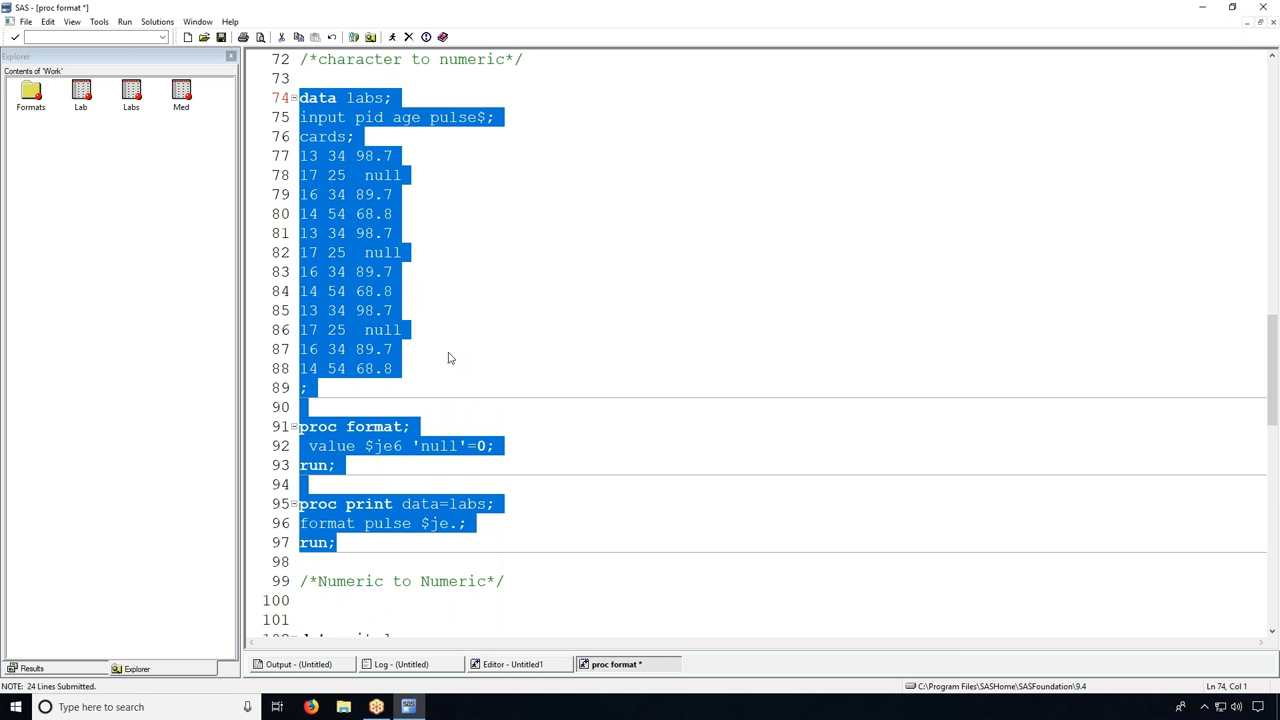 SAS - [proc format *]
File Edit View Tools Run Solutions Window Help
Explorer
Contents of 'Work'
Formats Lab Labs Med
72 /*character to numeric*/
73
74 data labs;
75 input pid age pulse$;
76 cards;
77 13 34 98.7
78 17 25 null
79 16 34 89.7
80 14 54 68.8
81 13 34 98.7
82 17 25 null
83 16 34 89.7
84 14 54 68.8
85 13 34 98.7
86 17 25 null
87 16 34 89.7
88 14 54 68.8
89 ;
90
91 proc format;
92 value $je6 'null'=0;
93 run;
94
95 proc print data=labs;
96 format pulse $je.;
97 run;
98
99 /*Numeric to Numeric*/
100
101
Results Explorer Output - (Untitled) Log - (Untitled) Editor - Untitled1 proc format *
NOTE: 24 Lines Submitted. C:\Program Files\SASHome\SASFoundation\9.4 Ln 74, Col 1
Type here to search